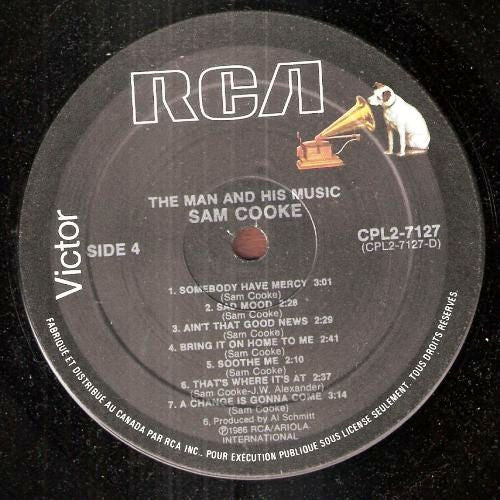 RCA
Victor
THE MAN AND HIS MUSIC
SAM COOKE
SIDE 4
CPL2-7127
(CPL2-7127-D)
1. SOMEBODY HAVE MERCY 3:01
(Sam Cooke)
2. SAD MOOD 2:28
(Sam Cooke)
3. AIN'T THAT GOOD NEWS 2:29
(Sam Cooke)
4. BRING IT ON HOME TO ME 2:41
(Sam Cooke)
5. SOOTHE ME 2:10
(Sam Cooke)
6. THAT'S WHERE IT'S AT 2:37
(Sam Cooke-J.W. Alexander)
7. A CHANGE IS GONNA COME 3:14
(Sam Cooke)
6, Produced by Al Schmitt
℗1986 RCA/ARIOLA
INTERNATIONAL
FABRIQUÉ ET DISTRIBUÉ AU CANADA PAR RCA INC., POUR EXÉCUTION PUBLIQUE SOUS LICENSE SEULEMENT. TOUS DROITS RÉSERVÉS.